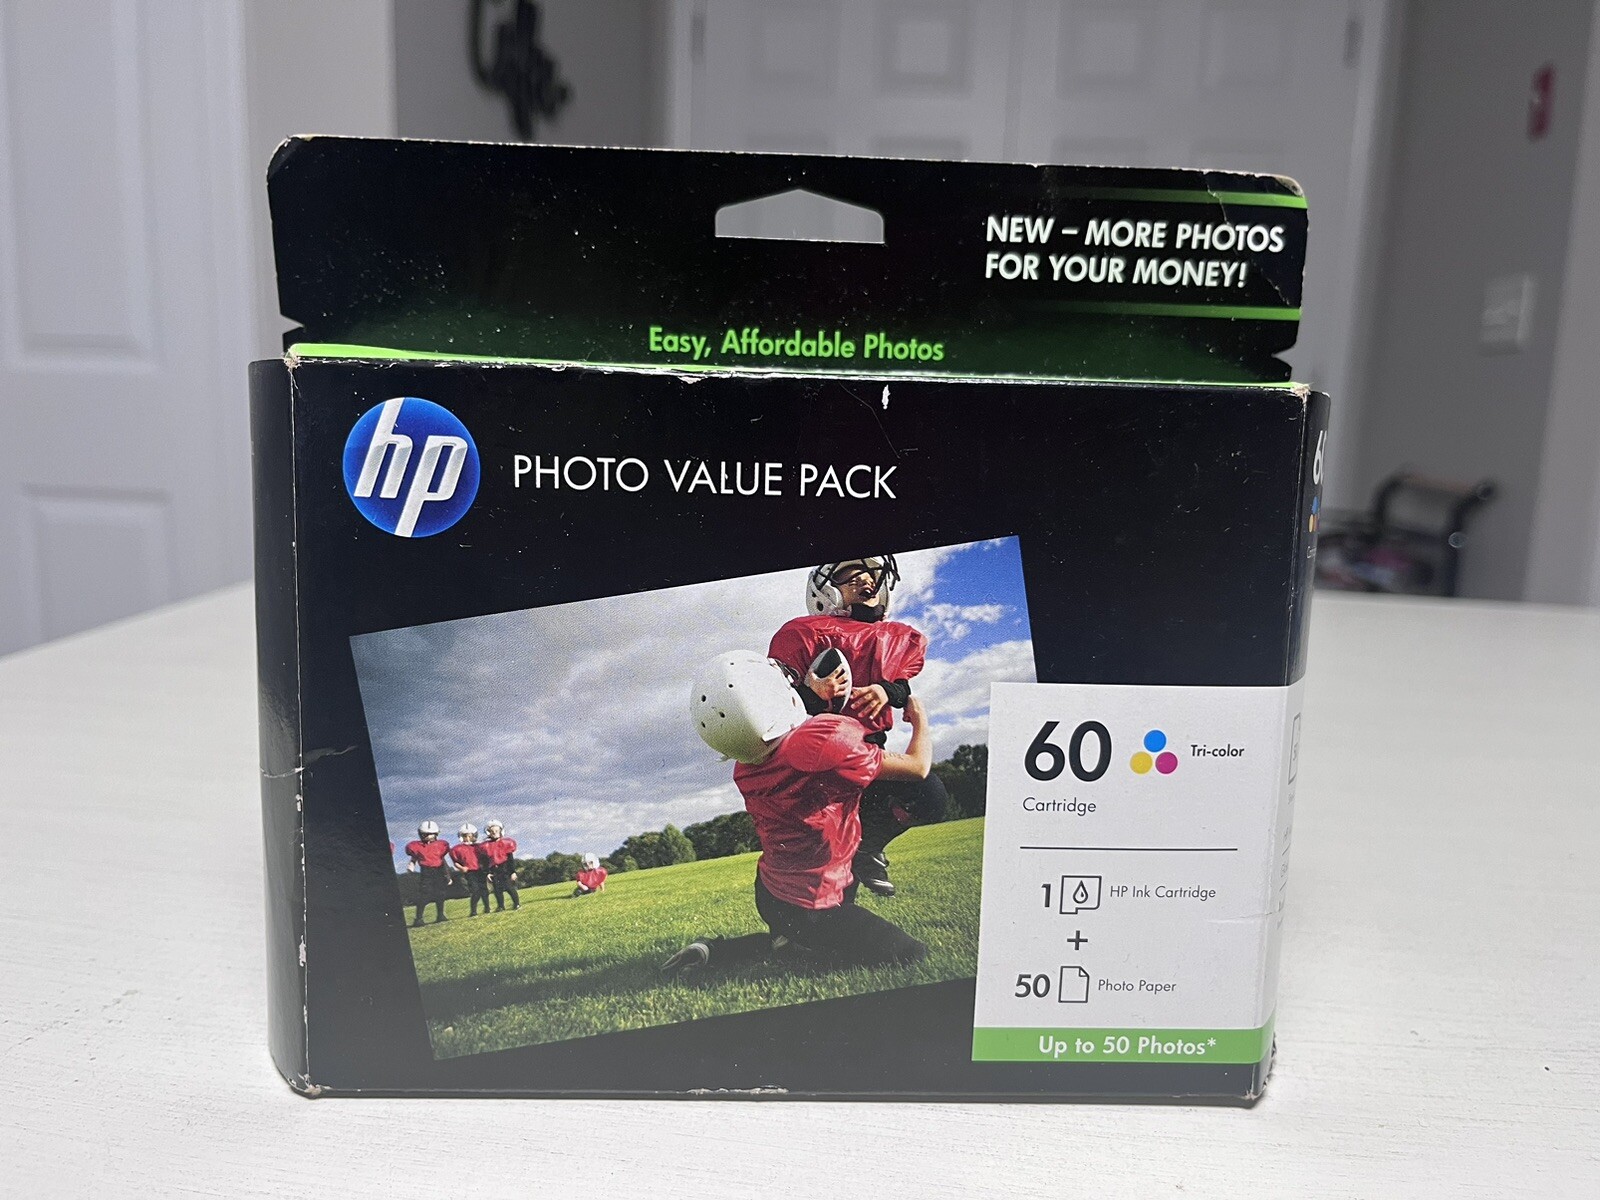 NEW – MORE PHOTOS
FOR YOUR MONEY!
Easy, Affordable Photos
hp
PHOTO VALUE PACK
60
60 Tri-color
Cartridge
1 HP Ink Cartridge
+
50 Photo Paper
Up to 50 Photos*